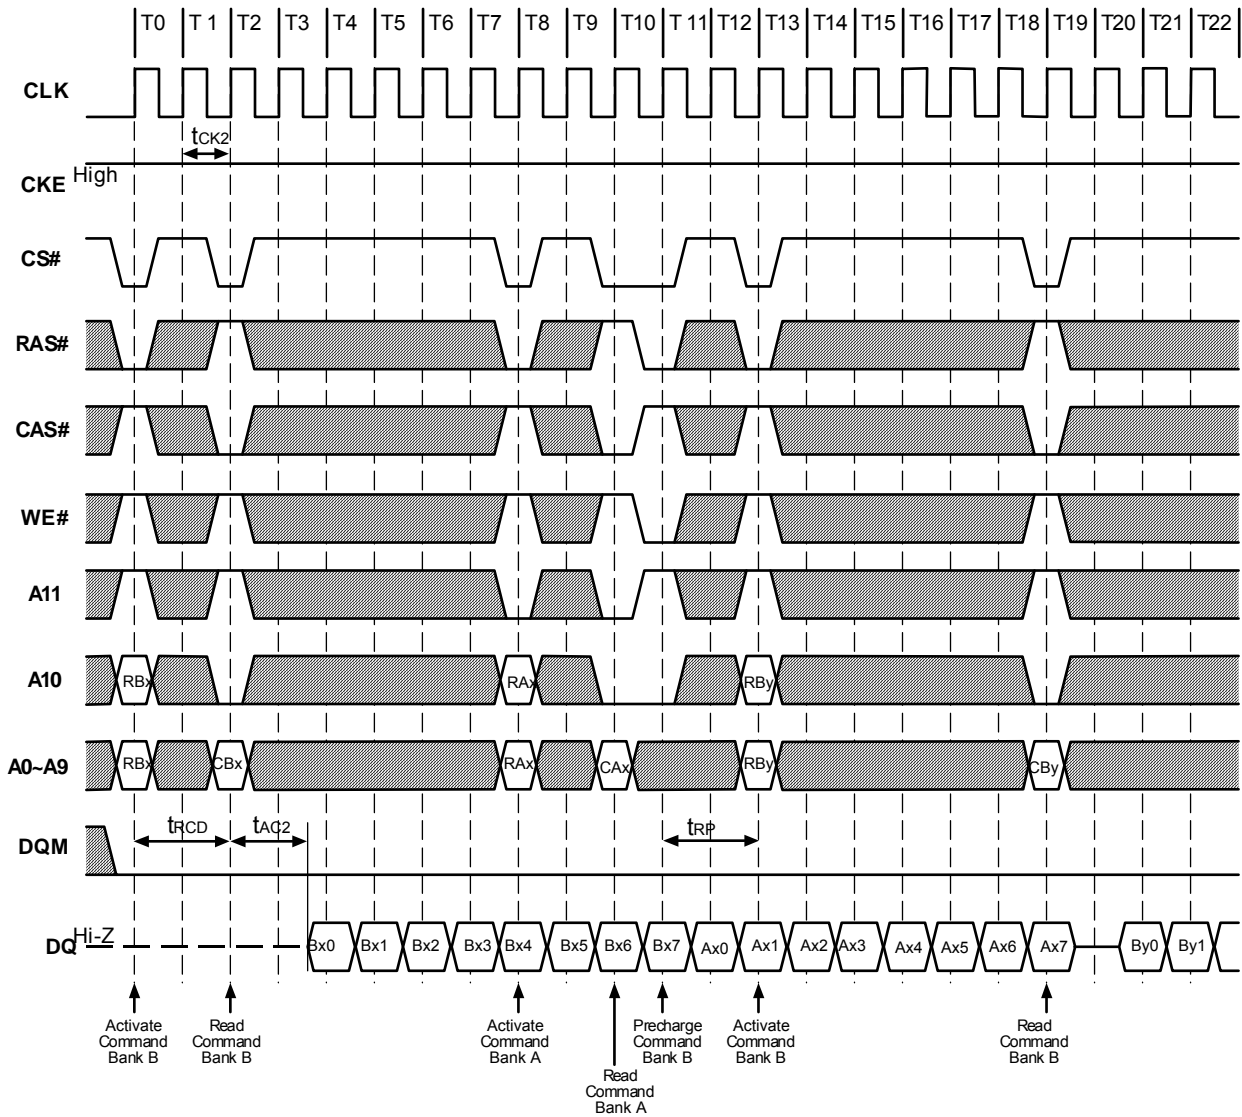 T0 T 1 T2 T3 T4 T5 T6 T7 T8 T9 T10 T 11 T12 T13 T14 T15 T16 T17 T18 T19 T20 T21 T22
CLK
tCK2
CKE High
CS#
RAS#
CAS#
WE#
A11
A10 RBx RAx RBy
A0~A9 RBx CBx RAx CAx RBy CBy
tRCD tAC2 tRP
DQM
Hi-Z
DQ Bx0 Bx1 Bx2 Bx3 Bx4 Bx5 Bx6 Bx7 Ax0 Ax1 Ax2 Ax3 Ax4 Ax5 Ax6 Ax7 By0 By1
Activate
Command
Bank B
Read
Command
Bank B
Activate
Command
Bank A
Read
Command
Bank A
Precharge
Command
Bank B
Activate
Command
Bank B
Read
Command
Bank B